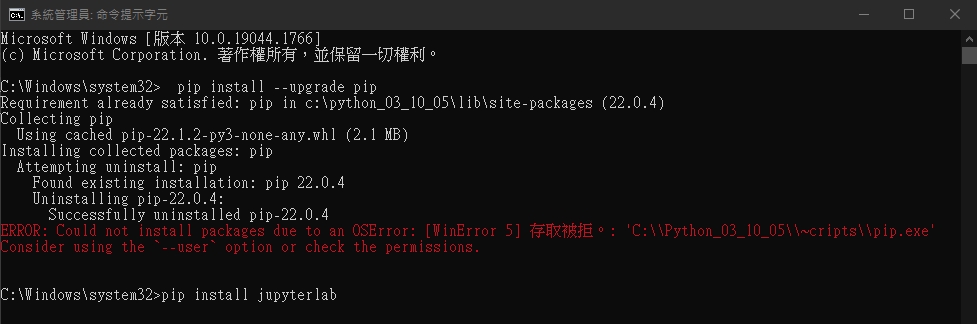 系統管理員: 命令提示字元
Microsoft Windows [版本 10.0.19044.1766]
(c) Microsoft Corporation. 著作權所有，並保留一切權利。
C:\Windows\system32>  pip install --upgrade pip
Requirement already satisfied: pip in c:\python_03_10_05\lib\site-packages (22.0.4)
Collecting pip
  Using cached pip-22.1.2-py3-none-any.whl (2.1 MB)
Installing collected packages: pip
  Attempting uninstall: pip
    Found existing installation: pip 22.0.4
    Uninstalling pip-22.0.4:
      Successfully uninstalled pip-22.0.4
ERROR: Could not install packages due to an OSError: [WinError 5] 存取被拒。: 'C:\\Python_03_10_05\\~cripts\\pip.exe'
Consider using the `--user` option or check the permissions.
C:\Windows\system32>pip install jupyterlab